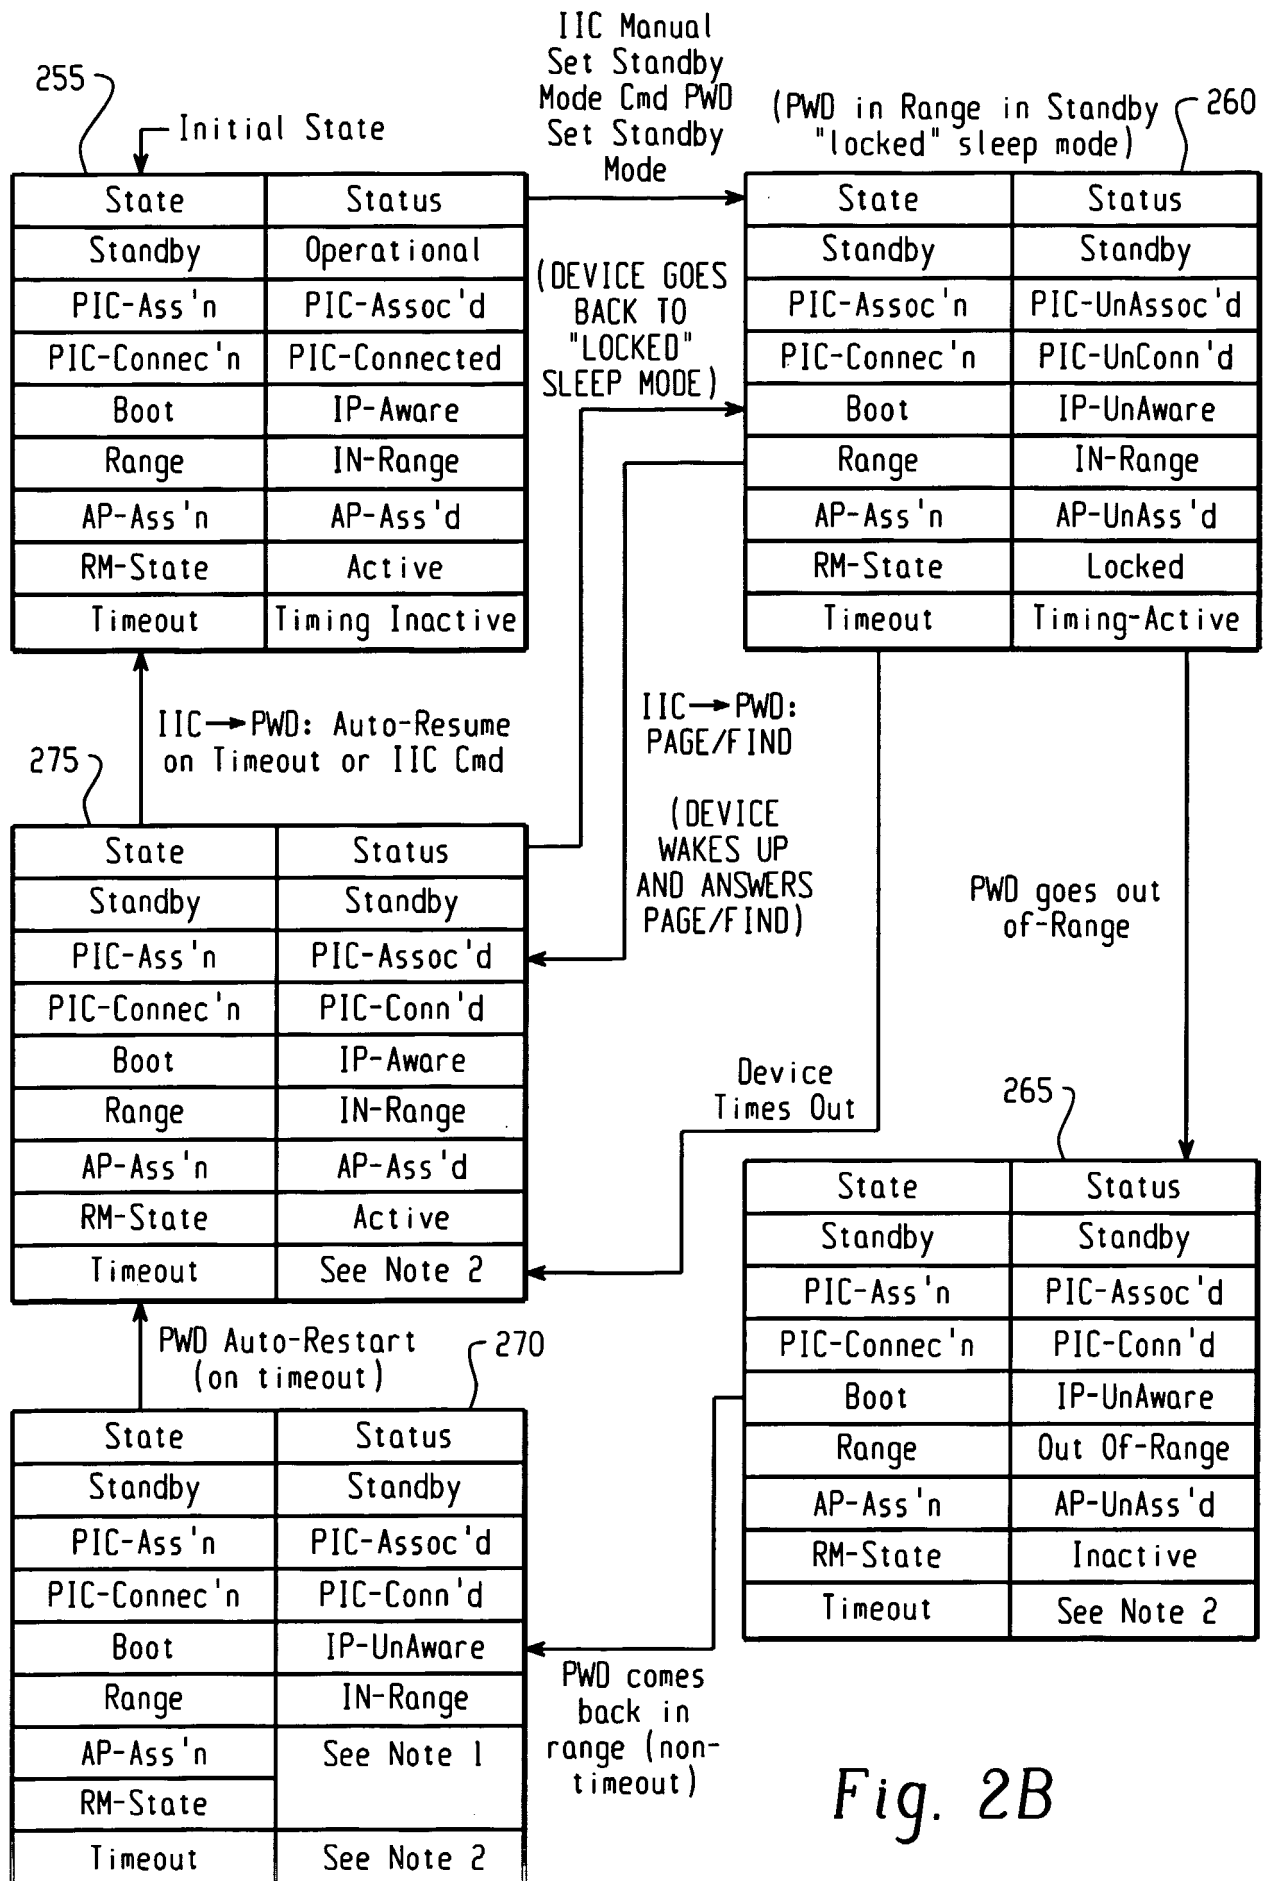 IIC Manual
Set Standby
Mode Cmd PWD
Set Standby
Mode
255
Initial State
(PWD in Range in Standby
"locked" sleep mode)
260
State Status
Standby Operational
PIC-Ass'n PIC-Assoc'd
PIC-Connec'n PIC-Connected
Boot IP-Aware
Range IN-Range
AP-Ass'n AP-Ass'd
RM-State Active
Timeout Timing Inactive
(DEVICE GOES
BACK TO
"LOCKED"
SLEEP MODE)
State Status
Standby Standby
PIC-Assoc'n PIC-UnAssoc'd
PIC-Connec'n PIC-UnConn'd
Boot IP-UnAware
Range IN-Range
AP-Ass'n AP-UnAss'd
RM-State Locked
Timeout Timing-Active
IIC→PWD: Auto-Resume
on Timeout or IIC Cmd
275
IIC→PWD:
PAGE/FIND
(DEVICE
WAKES UP
AND ANSWERS
PAGE/FIND)
PWD goes out
of-Range
State Status
Standby Standby
PIC-Ass'n PIC-Assoc'd
PIC-Connec'n PIC-Conn'd
Boot IP-Aware
Range IN-Range
AP-Ass'n AP-Ass'd
RM-State Active
Timeout See Note 2
Device
Times Out
265
State Status
Standby Standby
PIC-Ass'n PIC-Assoc'd
PIC-Connec'n PIC-Conn'd
Boot IP-UnAware
Range Out Of-Range
AP-Ass'n AP-UnAss'd
RM-State Inactive
Timeout See Note 2
PWD Auto-Restart
(on timeout)
270
State Status
Standby Standby
PIC-Ass'n PIC-Assoc'd
PIC-Connec'n PIC-Conn'd
Boot IP-UnAware
Range IN-Range
AP-Ass'n See Note 1
RM-State
Timeout See Note 2
PWD comes
back in
range (non-
timeout)
Fig. 2B